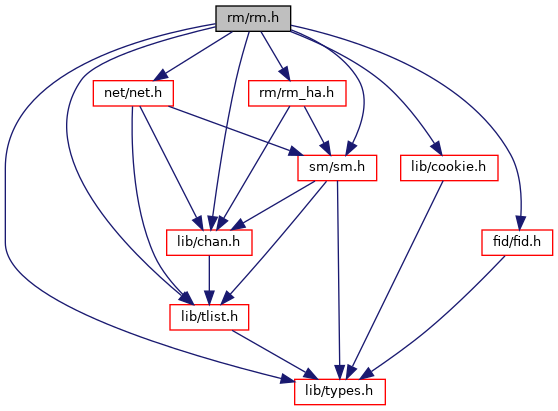 rm/rm.h
net/net.h
rm/rm_ha.h
sm/sm.h
lib/cookie.h
lib/chan.h
fid/fid.h
lib/tlist.h
lib/types.h